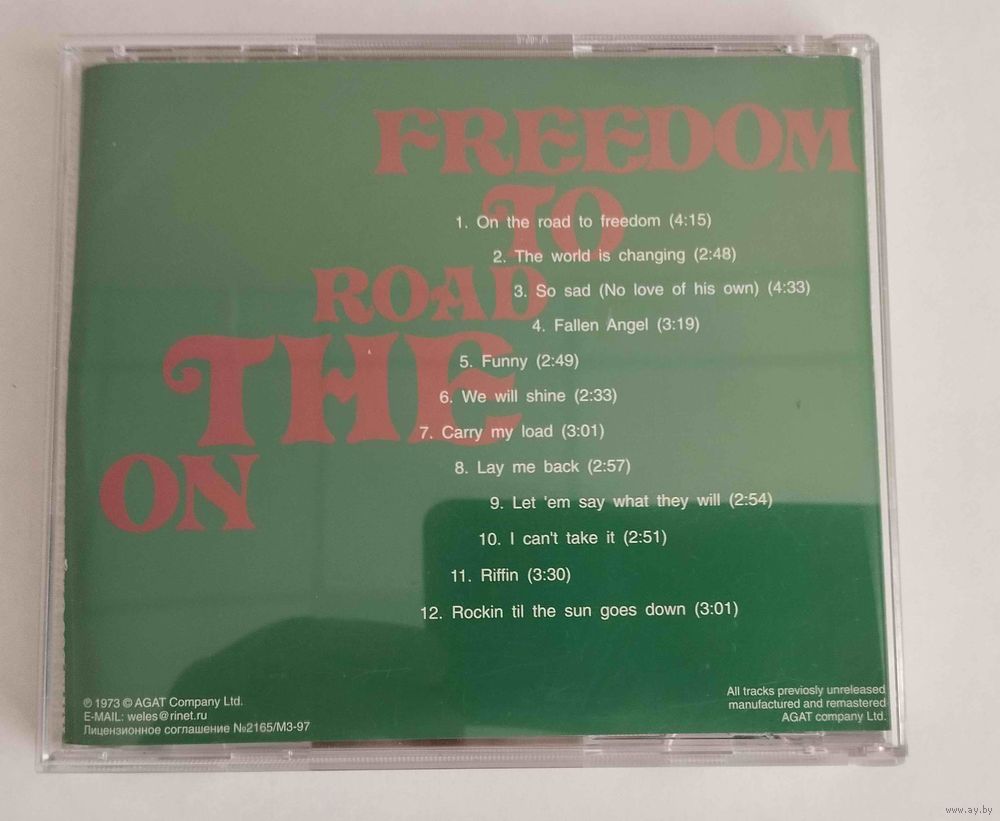 FREEDOM
TO
ROAD
THE
ON
1. On the road to freedom (4:15)
2. The world is changing (2:48)
3. So sad (No love of his own) (4:33)
4. Fallen Angel (3:19)
5. Funny (2:49)
6. We will shine (2:33)
7. Carry my load (3:01)
8. Lay me back (2:57)
9. Let 'em say what they will (2:54)
10. I can't take it (2:51)
11. Riffin (3:30)
12. Rockin til the sun goes down (3:01)
℗ 1973 © AGAT Company Ltd.
E-MAIL: weles@rinet.ru
Лицензионное соглашение №2165/МЗ-97
All tracks previosly unreleased
manufactured and remastered
AGAT company Ltd.
www.ay.by